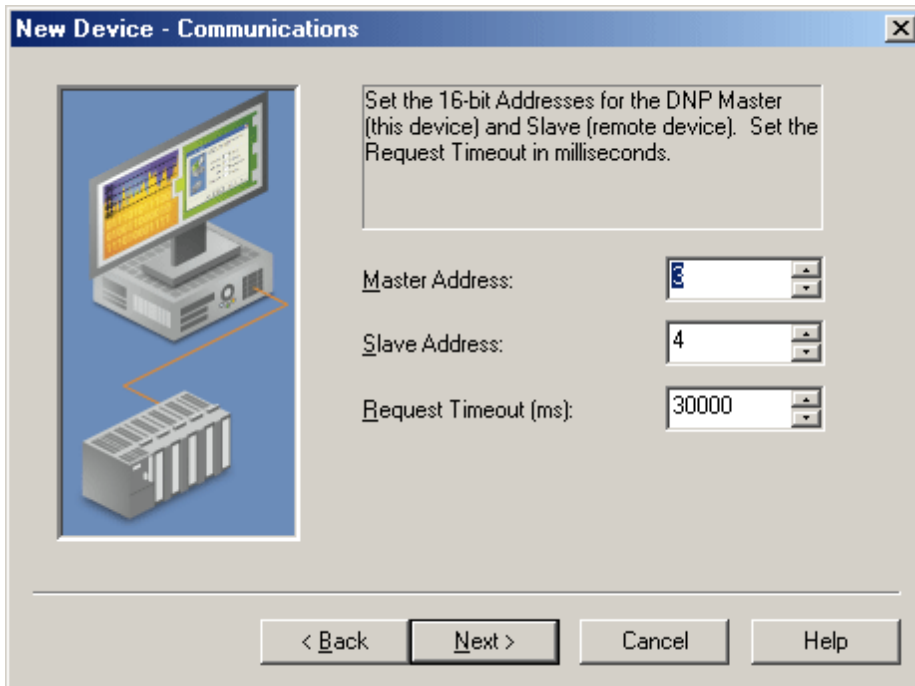 New Device - Communications
Set the 16-bit Addresses for the DNP Master
(this device) and Slave (remote device).  Set the
Request Timeout in milliseconds.
Master Address: 3
Slave Address: 4
Request Timeout (ms): 30000
< Back Next > Cancel Help